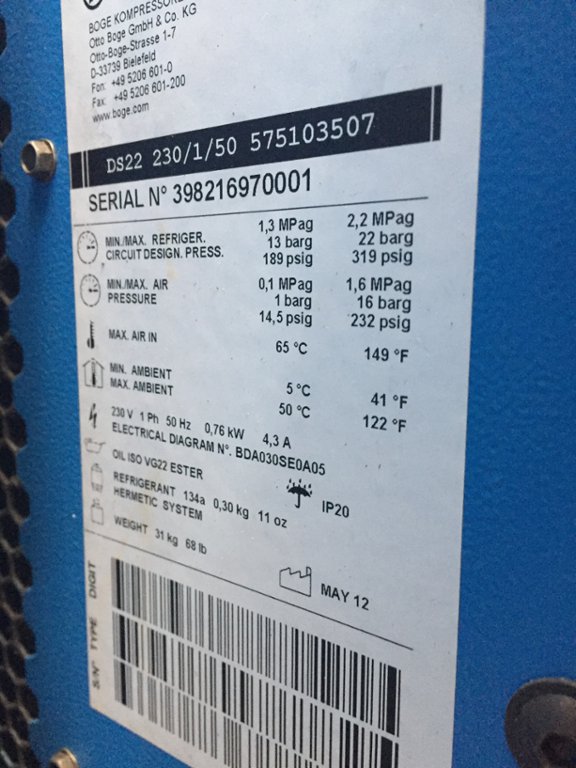 BOGE KOMPRESSOR
Otto Boge GmbH & Co. KG
Otto-Boge-Strasse 1-7
D-33739 Bielefeld
Fon: +49 5206 601-0
Fax: +49 5206 601-200
www.boge.com
DS22 230/1/50 575103507
SERIAL N° 398216970001
MIN./MAX. REFRIGER. 1,3 MPag 2,2 MPag
CIRCUIT DESIGN. PRESS. 13 barg 22 barg
189 psig 319 psig
MIN./MAX. AIR 0,1 MPag 1,6 MPag
PRESSURE 1 barg 16 barg
14,5 psig 232 psig
MAX. AIR IN 65 °C 149 °F
MIN. AMBIENT 5 °C 41 °F
MAX. AMBIENT 50 °C 122 °F
230 V 1 Ph 50 Hz 0,76 kW 4,3 A
ELECTRICAL DIAGRAM N°. BDA030SE0A05
OIL ISO VG22 ESTER
IP20
REFRIGERANT 134a 0,30 kg 11 oz
HERMETIC SYSTEM
WEIGHT 31 kg 68 lb
MAY 12
S/N° TYPE DIGIT